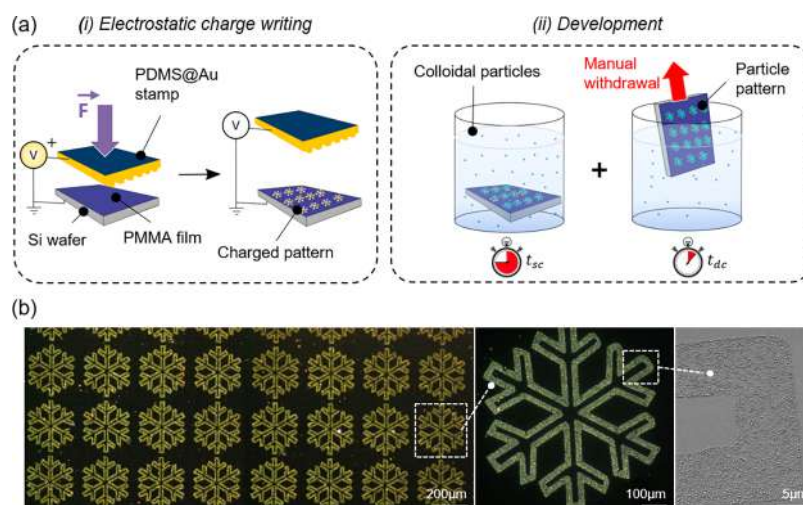 (a)
(i) Electrostatic charge writing
(ii) Development
PDMS@Au
stamp
F
V
+
Si wafer
PMMA film
V
Charged pattern
Colloidal particles
Manual
withdrawal
Particle
pattern
+
t_sc
t_dc
(b)
200µm
100µm
5µm